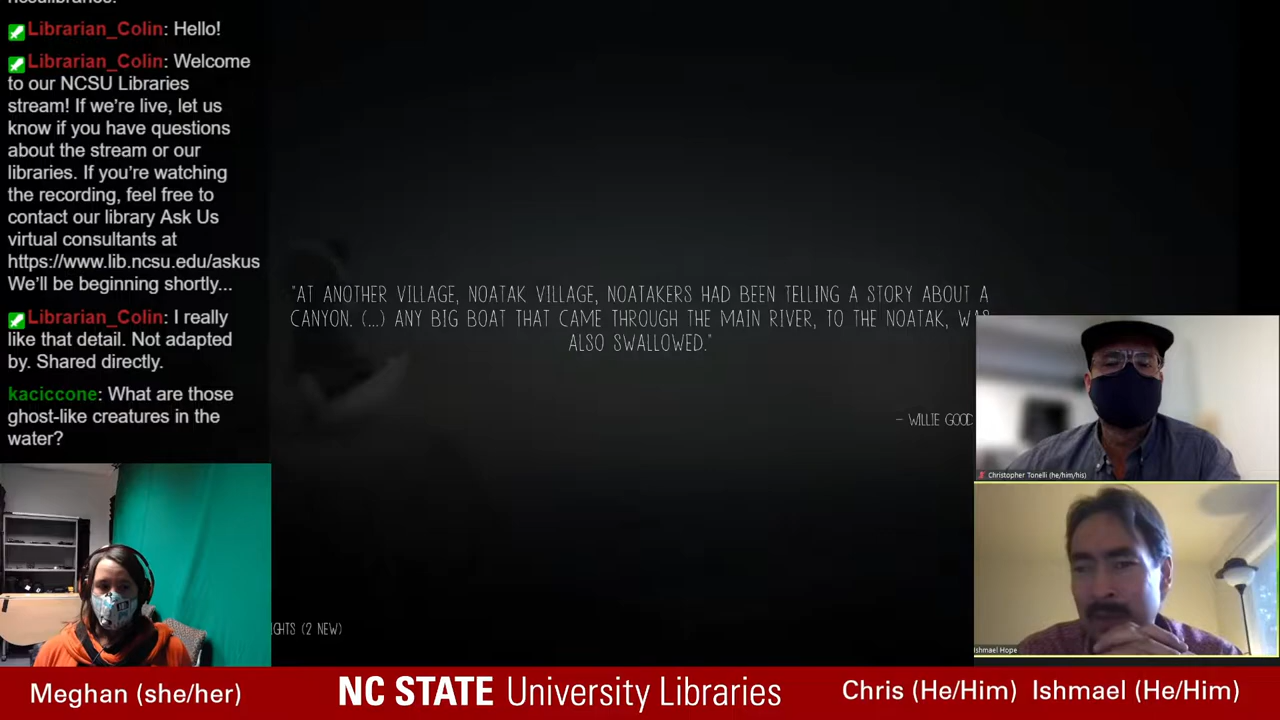 ncsulibraries.
Librarian_Colin: Hello!
Librarian_Colin: Welcome
to our NCSU Libraries
stream! If we're live, let us
know if you have questions
about the stream or our
libraries. If you're watching
the recording, feel free to
contact our library Ask Us
virtual consultants at
https://www.lib.ncsu.edu/askus
We'll be beginning shortly...
Librarian_Colin: I really
like that detail. Not adapted
by. Shared directly.
kaciccone: What are those
ghost-like creatures in the
water?
"AT ANOTHER VILLAGE, NOATAK VILLAGE, NOATAKERS HAD BEEN TELLING A STORY ABOUT A
CANYON. (...) ANY BIG BOAT THAT CAME THROUGH THE MAIN RIVER, TO THE NOATAK, WAS
ALSO SWALLOWED."
- WILLIE GOOD
IGHTS (2 NEW)
Christopher Tonelli (he/him/his)
Ishmael Hope
Meghan (she/her)
NC STATE University Libraries
Chris (He/Him) Ishmael (He/Him)